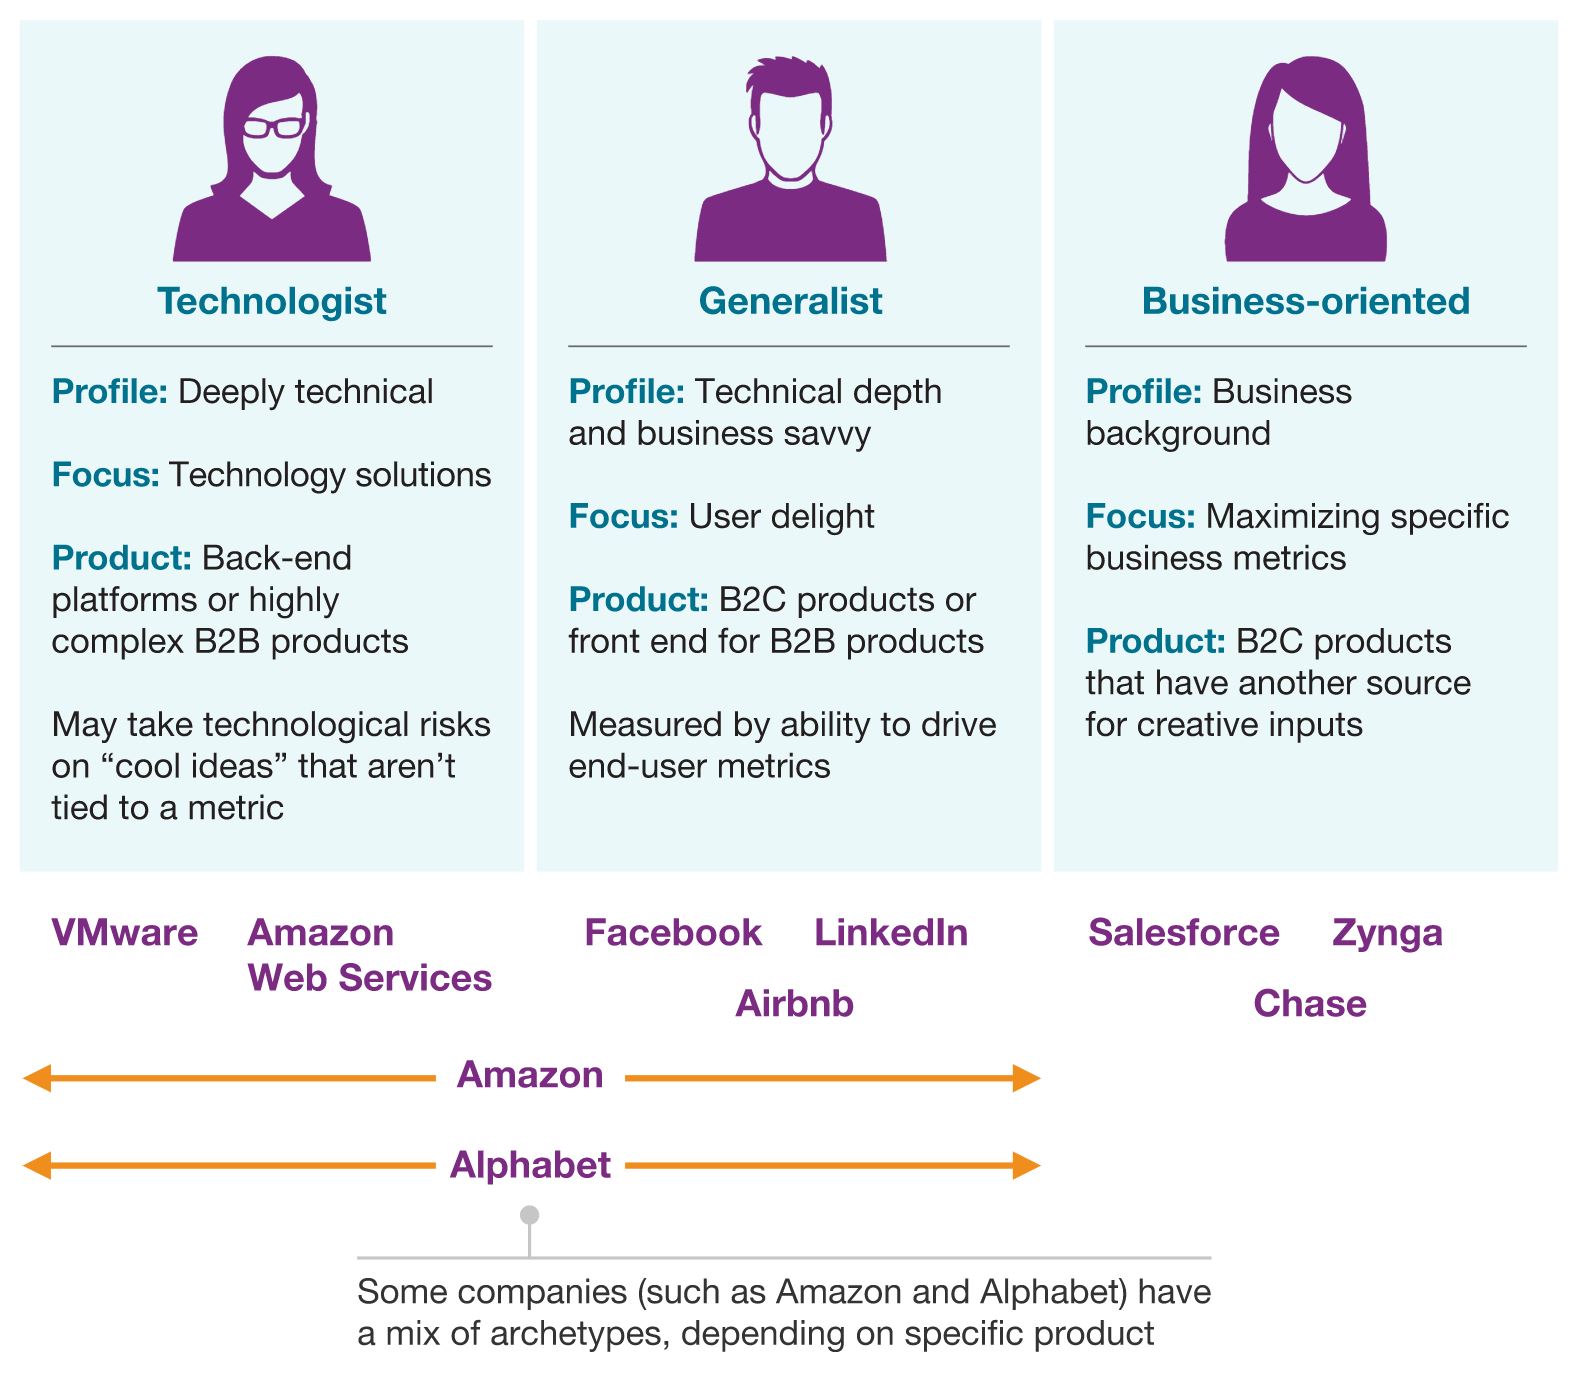 Technologist
Profile: Deeply technical
Focus: Technology solutions
Product: Back-end
platforms or highly
complex B2B products
May take technological risks
on “cool ideas” that aren’t
tied to a metric
Generalist
Profile: Technical depth
and business savvy
Focus: User delight
Product: B2C products or
front end for B2B products
Measured by ability to drive
end-user metrics
Business-oriented
Profile: Business
background
Focus: Maximizing specific
business metrics
Product: B2C products
that have another source
for creative inputs
VMware
Amazon
Web Services
Facebook
LinkedIn
Airbnb
Salesforce
Zynga
Chase
Amazon
Alphabet
Some companies (such as Amazon and Alphabet) have
a mix of archetypes, depending on specific product